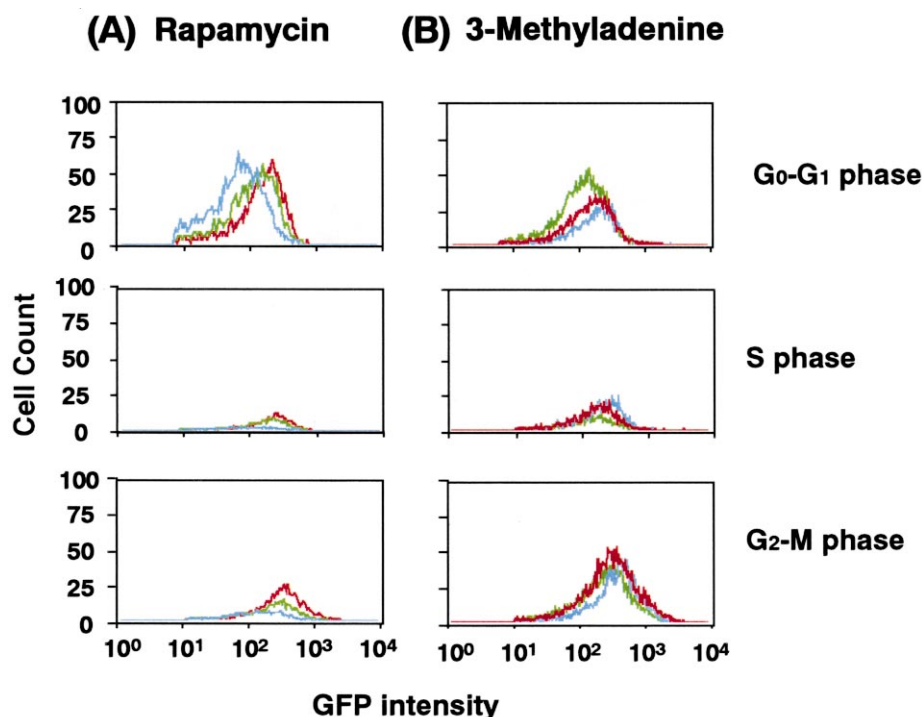 (A) Rapamycin
(B) 3-Methyladenine
100
75
50
25
0
G0-G1 phase
100
75
50
25
0
S phase
100
75
50
25
0
G2-M phase
Cell Count
10⁰ 10¹ 10² 10³ 10⁴
10⁰ 10¹ 10² 10³ 10⁴
GFP intensity